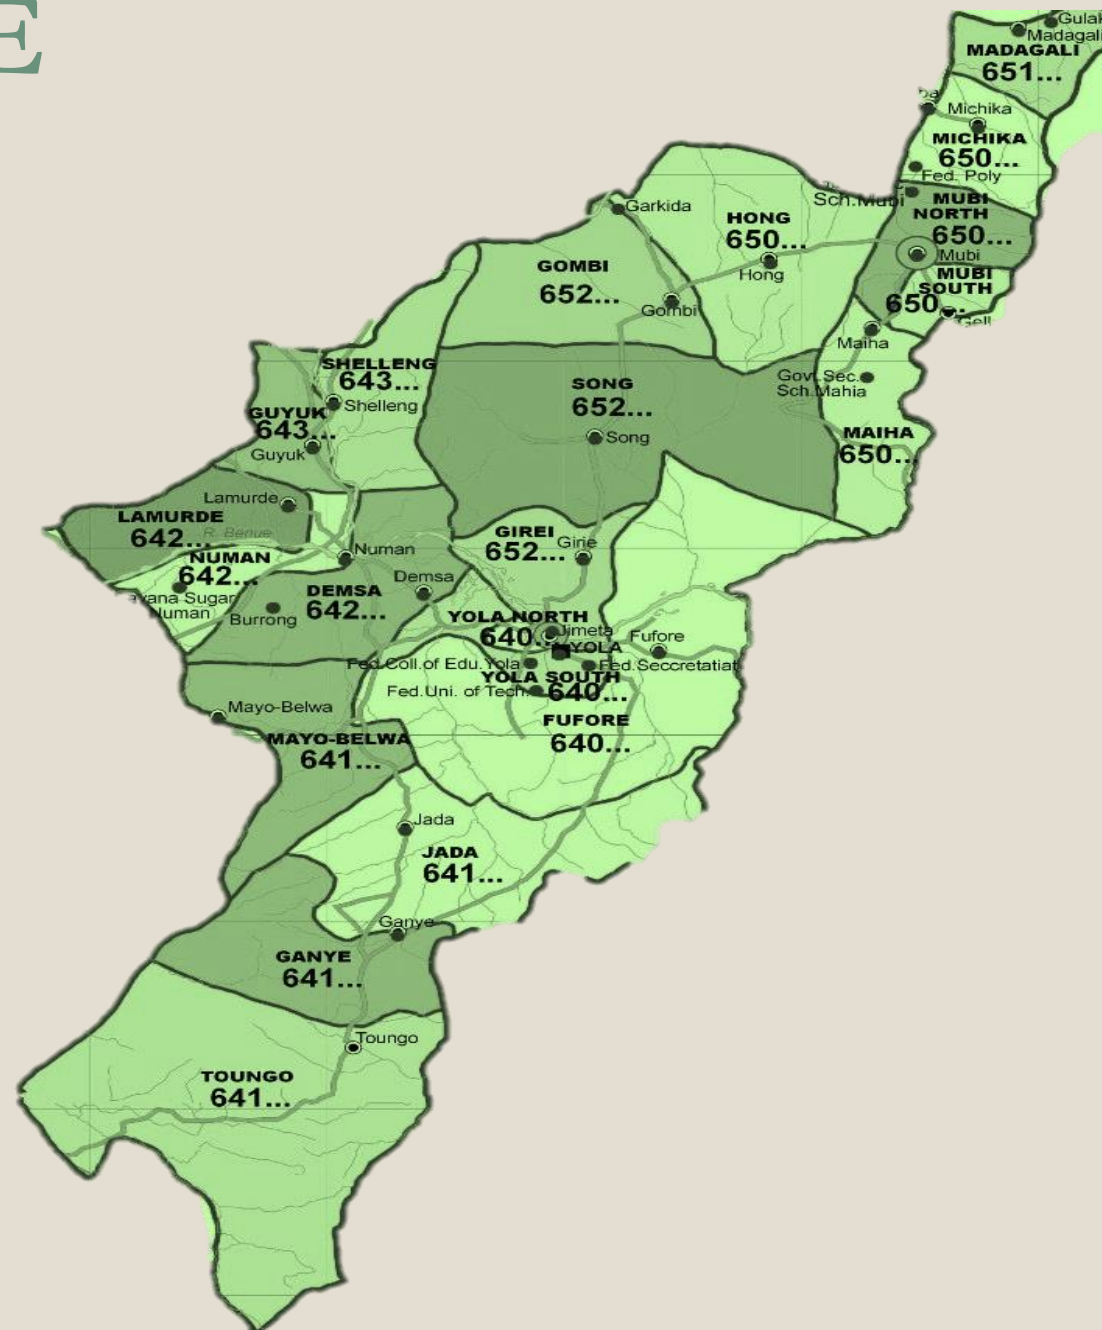 E
Madagali
MADAGALI
651...
Michika
MICHIKA
650...
Fed. Poly
Sch.Mubi
MUBI
NORTH
650...
Mubi
MUBI
SOUTH
650...
Garkida
HONG
650...
Hong
GOMBI
652...
Gombi
Maiha
Govt.Sec.
Sch.Mahia
MAIHA
650...
SHELLENG
643...
Shelleng
GUYUK
643...
Guyuk
SONG
652...
Song
Lamurde
LAMURDE
642...
R. Benue
NUMAN
642...
Numan
Sugar
Numan
GIREI
652...
Girie
Demsa
DEMSA
642...
Burrong
YOLA NORTH
640...
Jimeta
YOLA
Fufore
Fed.Coll.of Edu.Yola
Fed.Seccretatiat
YOLA SOUTH
640...
Fed.Uni. of Tech.
FUFORE
640...
Mayo-Belwa
MAYO-BELWA
641...
Jada
JADA
641...
Ganye
GANYE
641...
Toungo
TOUNGO
641...